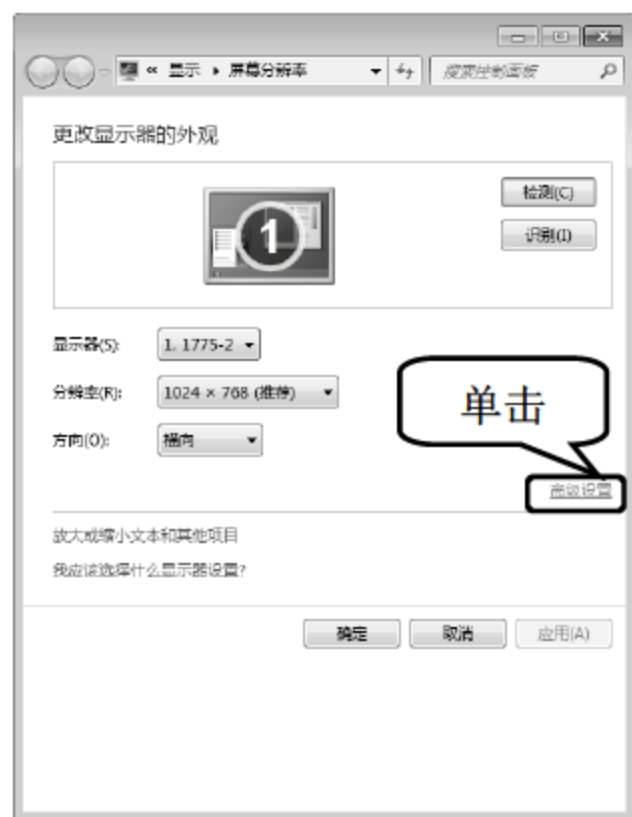 « 显示 ▸ 屏幕分辨率
搜索控制面板
更改显示器的外观
1
检测(C)
识别(I)
显示器(S):
1. 1775-2
分辨率(R):
1024 × 768 (推荐)
方向(O):
横向
单击
高级设置
放大或缩小文本和其他项目
我应该选择什么显示器设置?
确定
取消
应用(A)